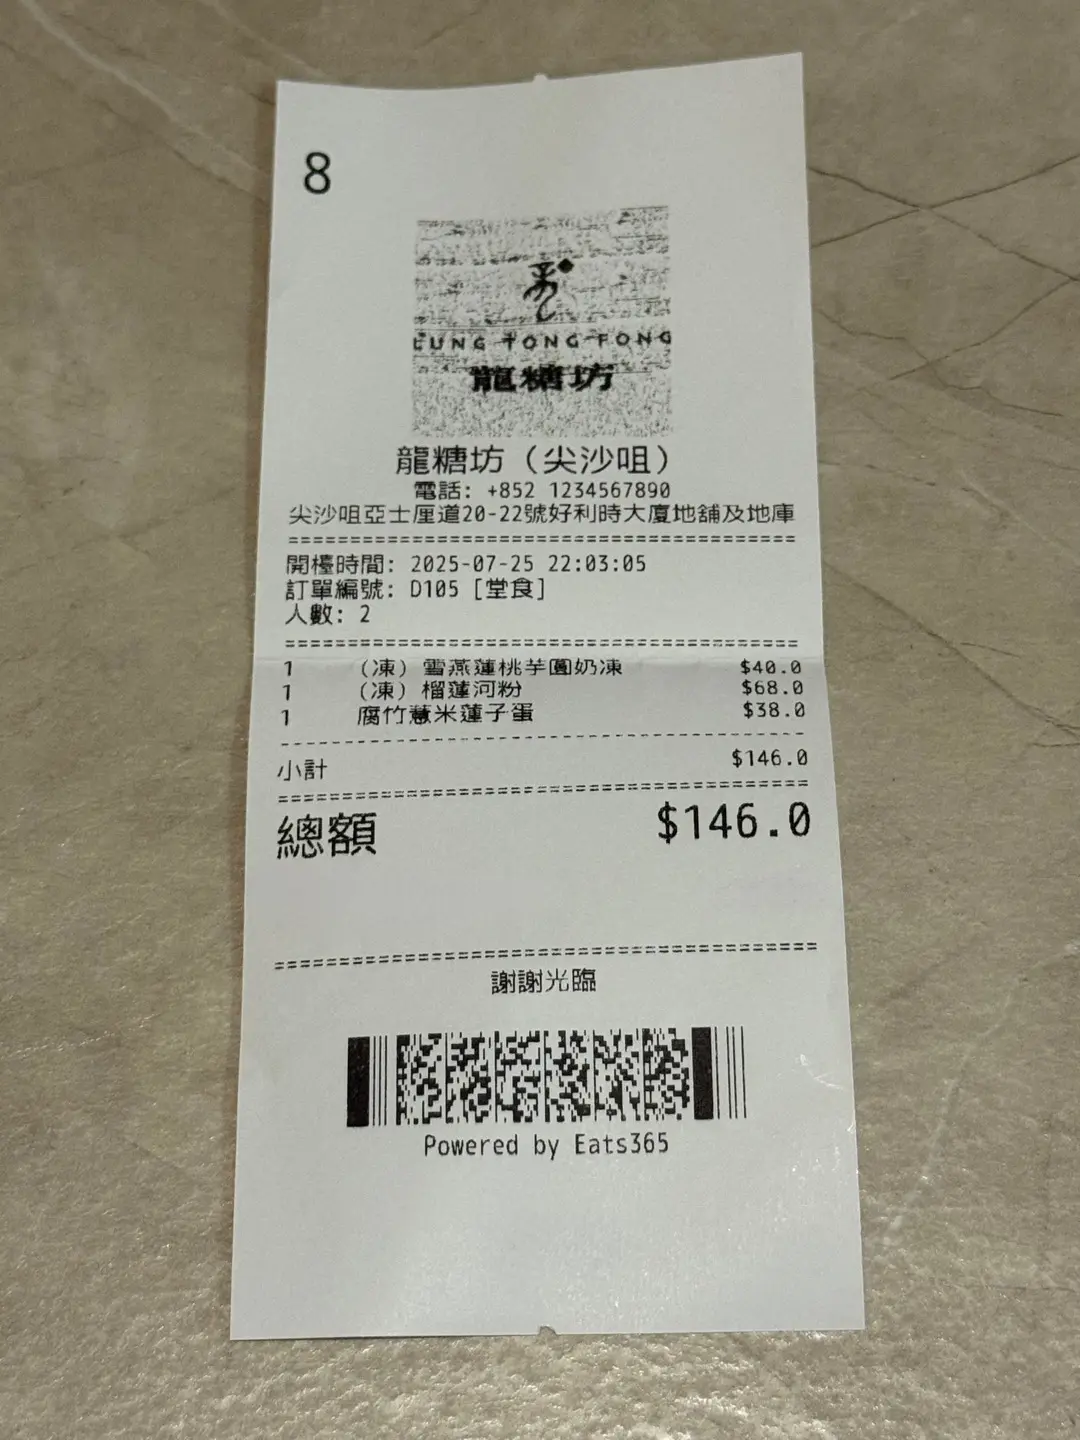 8
LUNG TONG FONG
龍糖坊
龍糖坊 (尖沙咀)
電話: +852 1234567890
尖沙咀亞士厘道20-22號好利時大廈地舖及地庫
======================================
開檯時間: 2025-07-25 22:03:05
訂單編號: D105 [堂食]
人數: 2
======================================
1 (凍) 雪燕蓮桃芋圓奶凍 $40.0
1 (凍) 榴蓮河粉 $68.0
1 腐竹薏米蓮子蛋 $38.0
--------------------------------------
小計 $146.0
======================================
總額 $146.0
======================================
謝謝光臨
Powered by Eats365